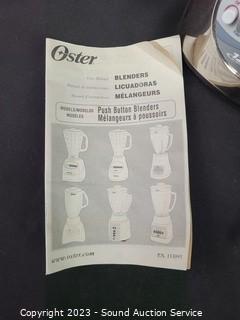 Oster
User Manual BLENDERS
Manual de instrucciones LICUADORAS
Manuel d'instructions MÉLANGEURS
MODELS/MODELOS
MODÈLES
Push Button Blenders
Mélangeurs à poussoirs
www.oster.com
P.N.
Copyright 2023 - Sound Auction Service